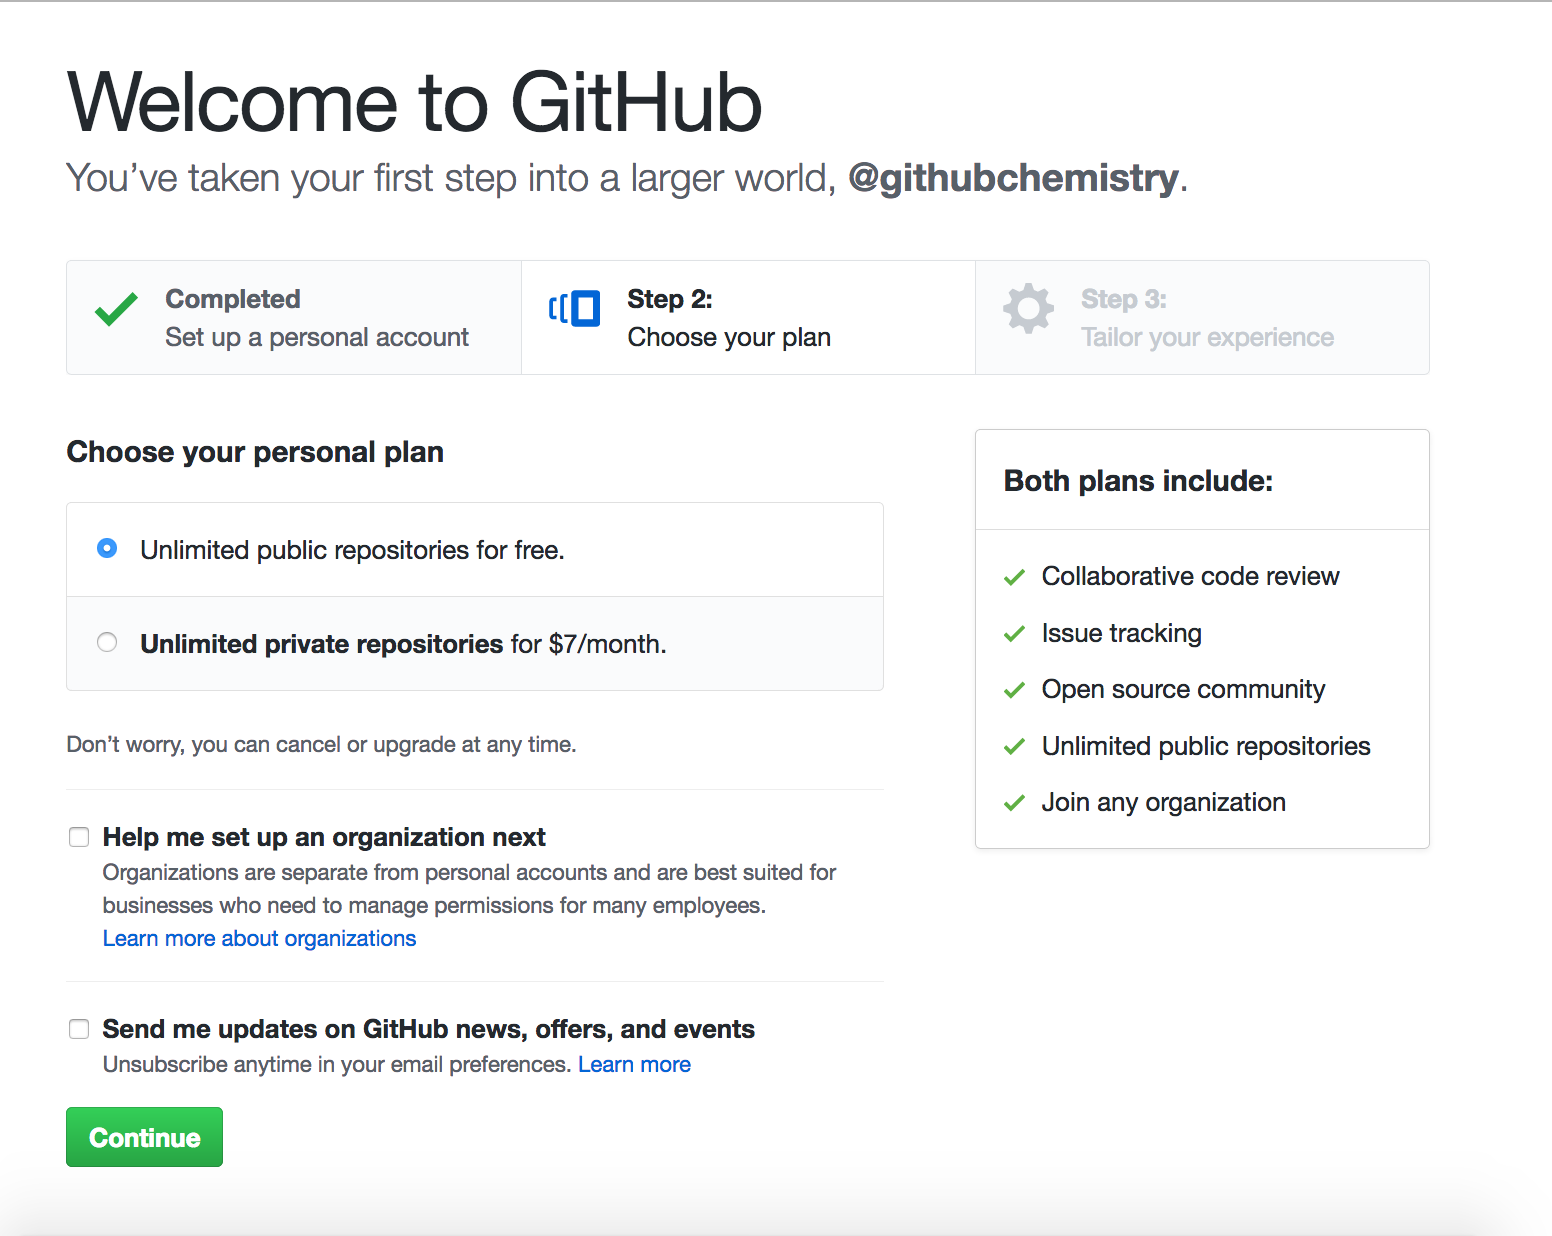 Welcome to GitHub
You’ve taken your first step into a larger world, @githubchemistry.
Completed
Set up a personal account
Step 2:
Choose your plan
Step 3:
Tailor your experience
Choose your personal plan
Unlimited public repositories for free.
Unlimited private repositories for $7/month.
Don’t worry, you can cancel or upgrade at any time.
Help me set up an organization next
Organizations are separate from personal accounts and are best suited for
businesses who need to manage permissions for many employees.
Learn more about organizations
Send me updates on GitHub news, offers, and events
Unsubscribe anytime in your email preferences. Learn more
Continue
Both plans include:
Collaborative code review
Issue tracking
Open source community
Unlimited public repositories
Join any organization